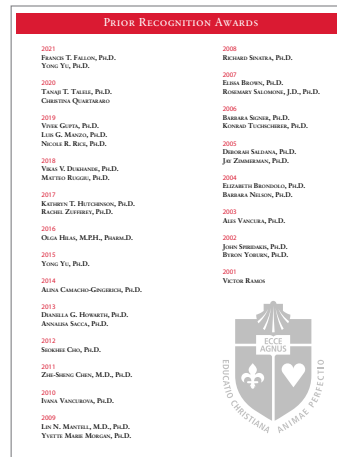 Prior Recognition Awards
2021
Francis T. Fallon, Ph.D.
Yong Yu, Ph.D.
2020
Tanaji T. Talele, Ph.D.
Christina Quartararo
2019
Vivek Gupta, Ph.D.
Luis G. Manzo, Ph.D.
Nicole R. Rice, Ph.D.
2018
Vikas V. Dukhande, Ph.D.
Matteo Ruggiu, Ph.D.
2017
Kathryn T. Hutchinson, Ph.D.
Rachel Zufferey, Ph.D.
2016
Olga Hilas, M.P.H., Pharm.D.
2015
Yong Yu, Ph.D.
2014
Alina Camacho-Gingerich, Ph.D.
2013
Dianella G. Howarth, Ph.D.
Annalisa Sacca, Ph.D.
2012
Seokhee Cho, Ph.D.
2011
Zhe-Sheng Chen, M.D., Ph.D.
2010
Ivana Vancurova, Ph.D.
2009
Lin N. Mantell, M.D., Ph.D.
Yvette Marie Morgan, Ph.D.
2008
Richard Sinatra, Ph.D.
2007
Elissa Brown, Ph.D.
Rosemary Salomone, J.D., Ph.D.
2006
Barbara Signer, Ph.D.
Konrad Tuchscherer, Ph.D.
2005
Deborah Saldana, Ph.D.
Jay Zimmerman, Ph.D.
2004
Elizabeth Brondolo, Ph.D.
Barbara Nelson, Ph.D.
2003
Ales Vancura, Ph.D.
2002
John Spiridakis, Ph.D.
Byron Yoburn, Ph.D.
2001
Victor Ramos
ECCE
AGNUS
EDUCATIO CHRISTIANA ANIMAE PERFECTIO